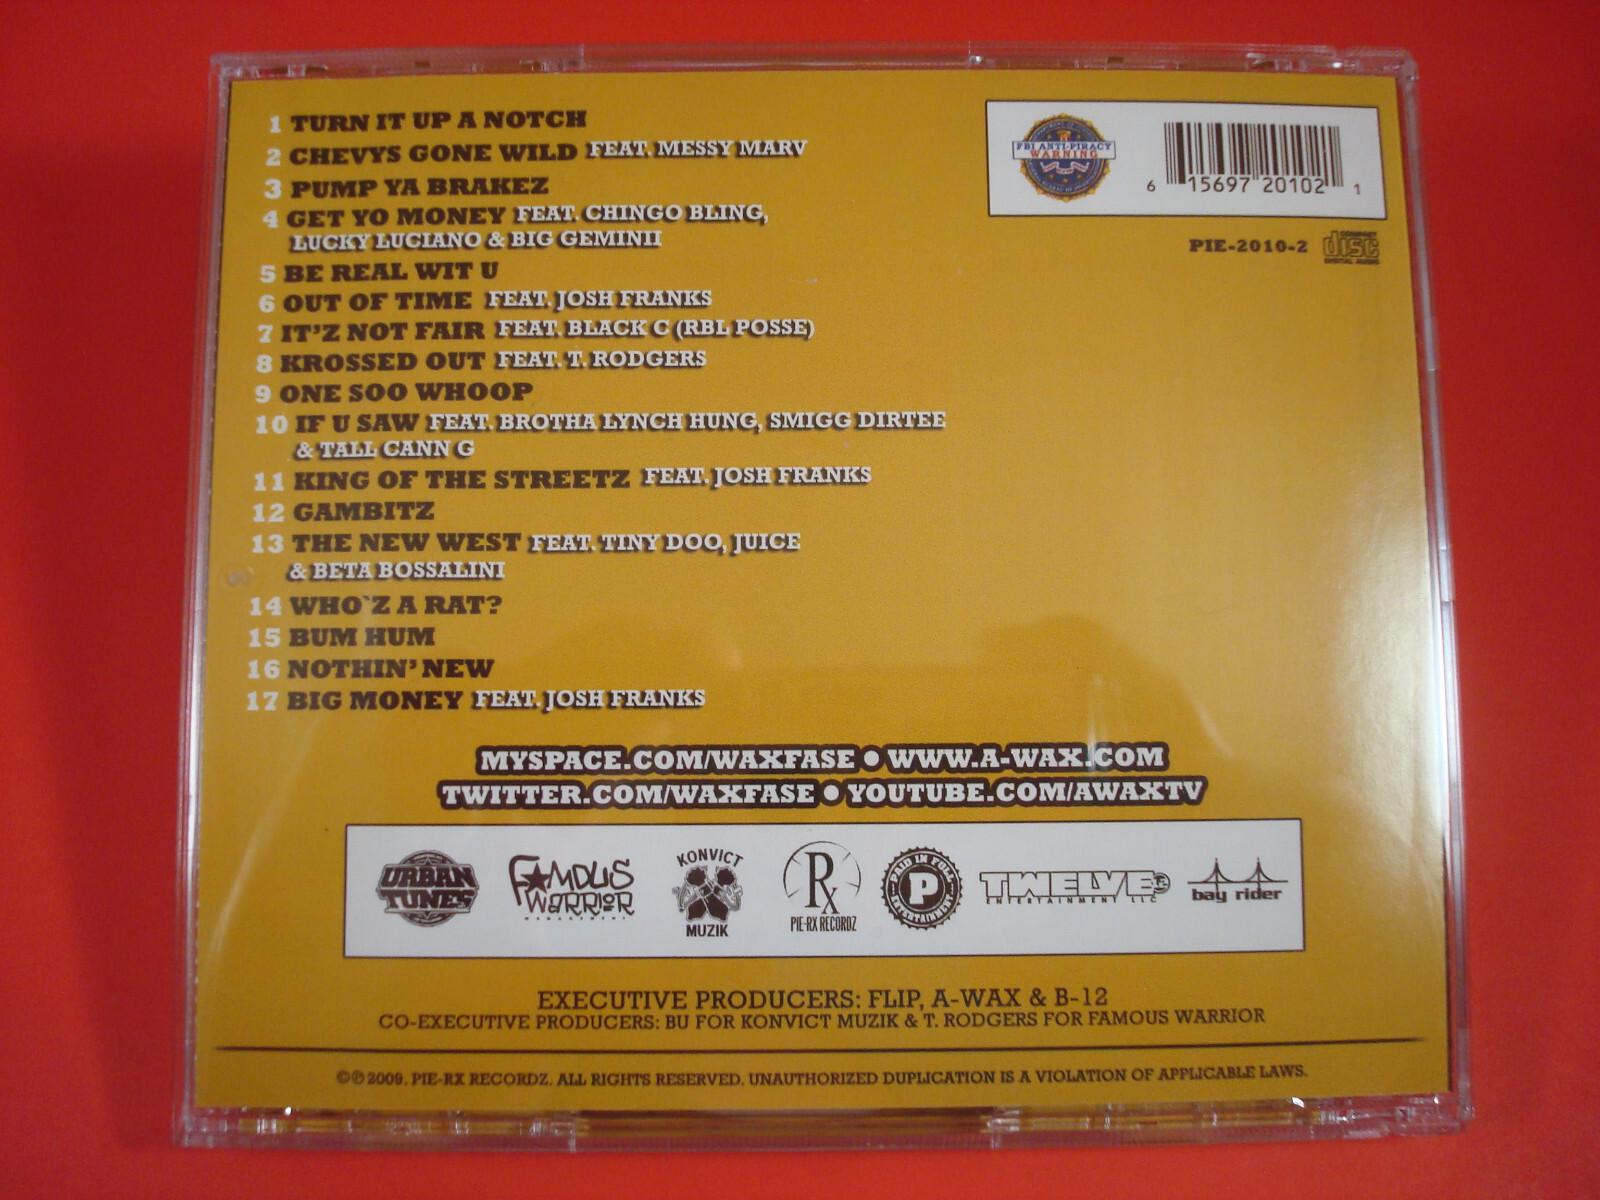 1 TURN IT UP A NOTCH
2 CHEVYS GONE WILD FEAT. MESSY MARV
3 PUMP YA BRAKEZ
4 GET YO MONEY FEAT. CHINGO BLING,
LUCKY LUCIANO & BIG GEMINII
5 BE REAL WIT U
6 OUT OF TIME FEAT. JOSH FRANKS
7 IT'Z NOT FAIR FEAT. BLACK C (RBL POSSE)
8 KROSSED OUT FEAT. T. RODGERS
9 ONE SOO WHOOP
10 IF U SAW FEAT. BROTHA LYNCH HUNG, SMIGG DIRTEE
& TALL CANN G
11 KING OF THE STREETZ FEAT. JOSH FRANKS
12 GAMBITZ
13 THE NEW WEST FEAT. TINY DOO, JUICE
& BETA BOSSALINI
14 WHO`Z A RAT?
15 BUM HUM
16 NOTHIN' NEW
17 BIG MONEY FEAT. JOSH FRANKS
FBI ANTI-PIRACY
WARNING
6 15697 20102 1
PIE-2010-2
COMPACT
disc
DIGITAL AUDIO
MYSPACE.COM/WAXFASE • WWW.A-WAX.COM
TWITTER.COM/WAXFASE • YOUTUBE.COM/AWAXTV
URBAN
TUNES
FAMOUS
WARRIOR
MANAGEMENT
KONVICT
MUZIK
RX
PIE-RX RECORDZ
PAID IN FULL
P
ENTERTAINMENT
TWELVE
ENTERTAINMENT LLC
bay rider
EXECUTIVE PRODUCERS: FLIP, A-WAX & B-12
CO-EXECUTIVE PRODUCERS: BU FOR KONVICT MUZIK & T. RODGERS FOR FAMOUS WARRIOR
©℗ 2009. PIE-RX RECORDZ. ALL RIGHTS RESERVED. UNAUTHORIZED DUPLICATION IS A VIOLATION OF APPLICABLE LAWS.